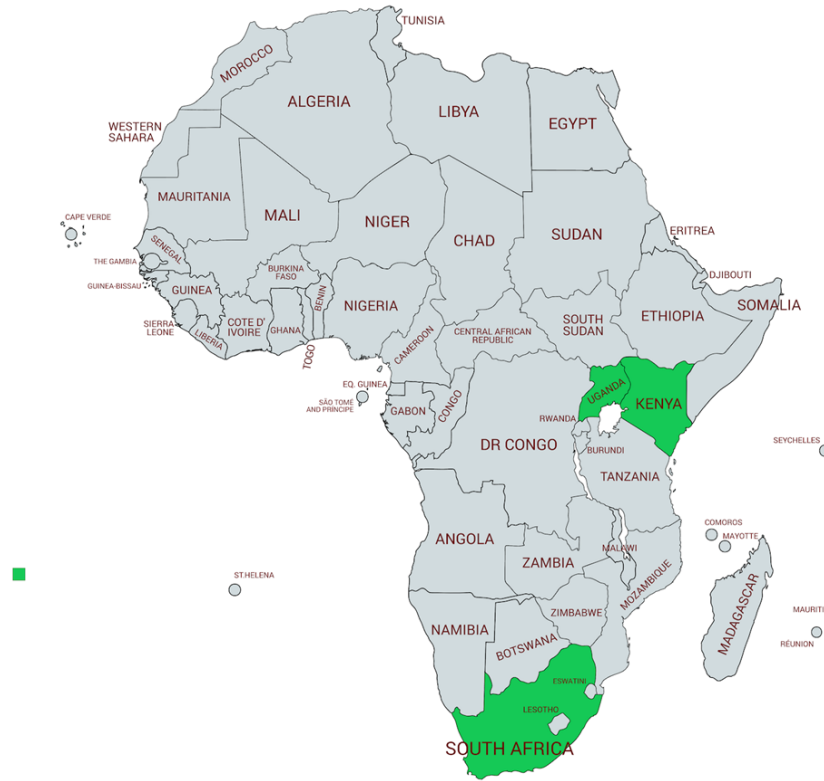 TUNISIA
MOROCCO
ALGERIA
LIBYA
EGYPT
WESTERN
SAHARA
MAURITANIA
MALI
NIGER
CHAD
SUDAN
ERITREA
CAPE VERDE
SENEGAL
THE GAMBIA
GUINEA-BISSAU
GUINEA
BURKINA
FASO
BENIN
NIGERIA
DJIBOUTI
SOMALIA
ETHIOPIA
SOUTH
SUDAN
SIERRA
LEONE
LIBERIA
COTE D'
IVOIRE
GHANA
TOGO
CAMEROON
CENTRAL AFRICAN
REPUBLIC
EQ. GUINEA
SÃO TOMÉ
AND PRINCIPE
GABON
CONGO
UGANDA
KENYA
RWANDA
DR CONGO
BURUNDI
TANZANIA
SEYCHELLES
COMOROS
MAYOTTE
ANGOLA
ZAMBIA
MALAWI
MOZAMBIQUE
MADAGASCAR
ST.HELENA
MAURITI
RÉUNION
NAMIBIA
ZIMBABWE
BOTSWANA
ESWATINI
LESOTHO
SOUTH AFRICA